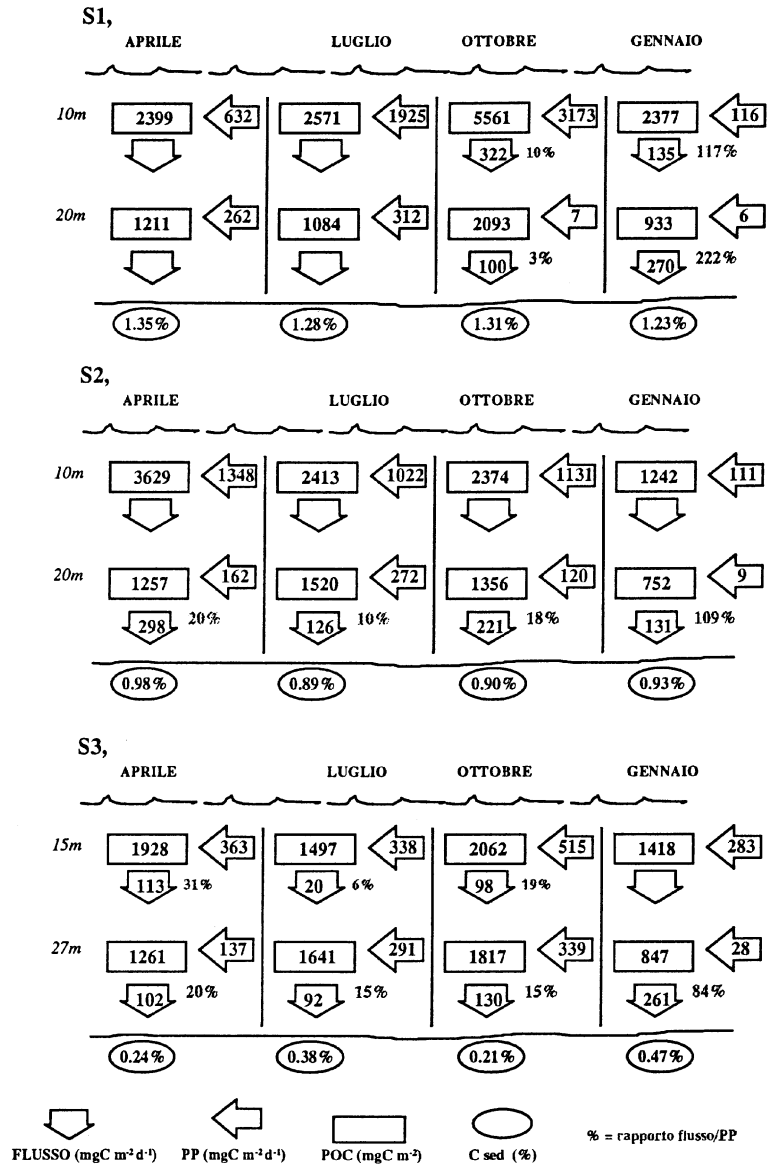 S1,
APRILE LUGLIO OTTOBRE GENNAIO
10m 2399 632 2571 1925 5561 3173 2377 116
322 10% 135 117%
20m 1211 262 1084 312 2093 7 933 6
100 3% 270 222%
1.35% 1.28% 1.31% 1.23%
S2,
APRILE LUGLIO OTTOBRE GENNAIO
10m 3629 1348 2413 1022 2374 1131 1242 111
20m 1257 162 1520 272 1356 120 752 9
298 20% 126 10% 221 18% 131 109%
0.98% 0.89% 0.90% 0.93%
S3,
APRILE LUGLIO OTTOBRE GENNAIO
15m 1928 363 1497 338 2062 515 1418 283
113 31% 20 6% 98 19%
27m 1261 137 1641 291 1817 339 847 28
102 20% 92 15% 130 15% 261 84%
0.24% 0.38% 0.21% 0.47%
FLUSSO (mgC m⁻² d⁻¹) PP (mgC m⁻² d⁻¹) POC (mgC m⁻²) C sed (%) % = rapporto flusso/PP